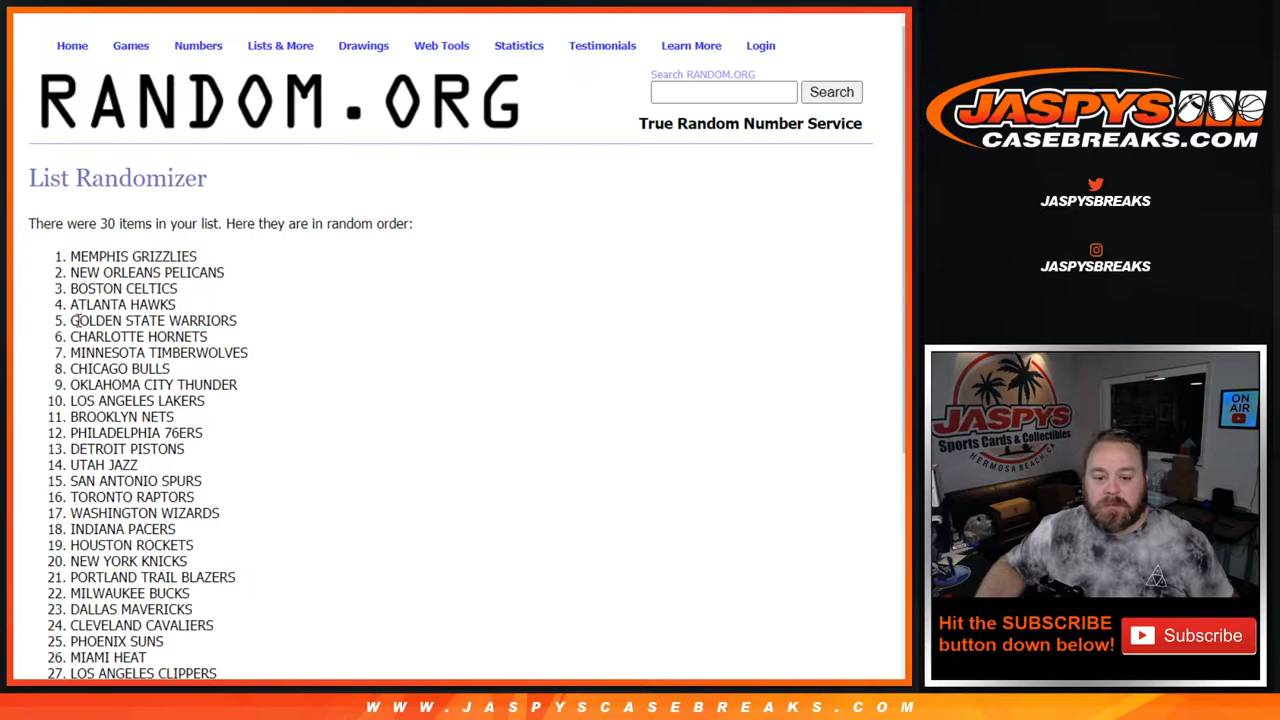 Home Games Numbers Lists & More Drawings Web Tools Statistics Testimonials Learn More Login
Search RANDOM.ORG
RANDOM.ORG
Search
True Random Number Service
List Randomizer
There were 30 items in your list. Here they are in random order:
1. MEMPHIS GRIZZLIES
2. NEW ORLEANS PELICANS
3. BOSTON CELTICS
4. ATLANTA HAWKS
5. GOLDEN STATE WARRIORS
6. CHARLOTTE HORNETS
7. MINNESOTA TIMBERWOLVES
8. CHICAGO BULLS
9. OKLAHOMA CITY THUNDER
10. LOS ANGELES LAKERS
11. BROOKLYN NETS
12. PHILADELPHIA 76ERS
13. DETROIT PISTONS
14. UTAH JAZZ
15. SAN ANTONIO SPURS
16. TORONTO RAPTORS
17. WASHINGTON WIZARDS
18. INDIANA PACERS
19. HOUSTON ROCKETS
20. NEW YORK KNICKS
21. PORTLAND TRAIL BLAZERS
22. MILWAUKEE BUCKS
23. DALLAS MAVERICKS
24. CLEVELAND CAVALIERS
25. PHOENIX SUNS
26. MIAMI HEAT
27. LOS ANGELES CLIPPERS
JASPYS
CASEBREAKS.COM
JASPYSBREAKS
JASPYSBREAKS
JASPYS
Sports Cards & Collectibles
HERMOSA BEACH, CA
ON
AIR
Hit the SUBSCRIBE
button down below!
Subscribe
WWW.JASPYSCASEBREAKS.COM